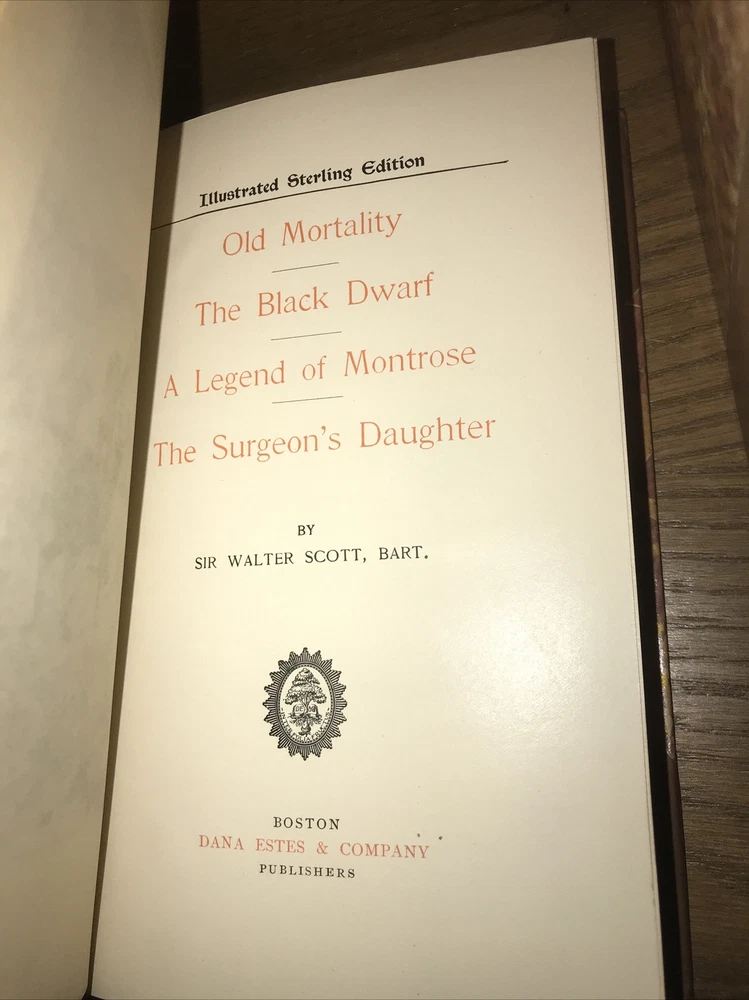 Illustrated Sterling Edition
Old Mortality
The Black Dwarf
A Legend of Montrose
The Surgeon's Daughter
BY
SIR WALTER SCOTT, BART.
BOSTON
DANA ESTES & COMPANY
PUBLISHERS